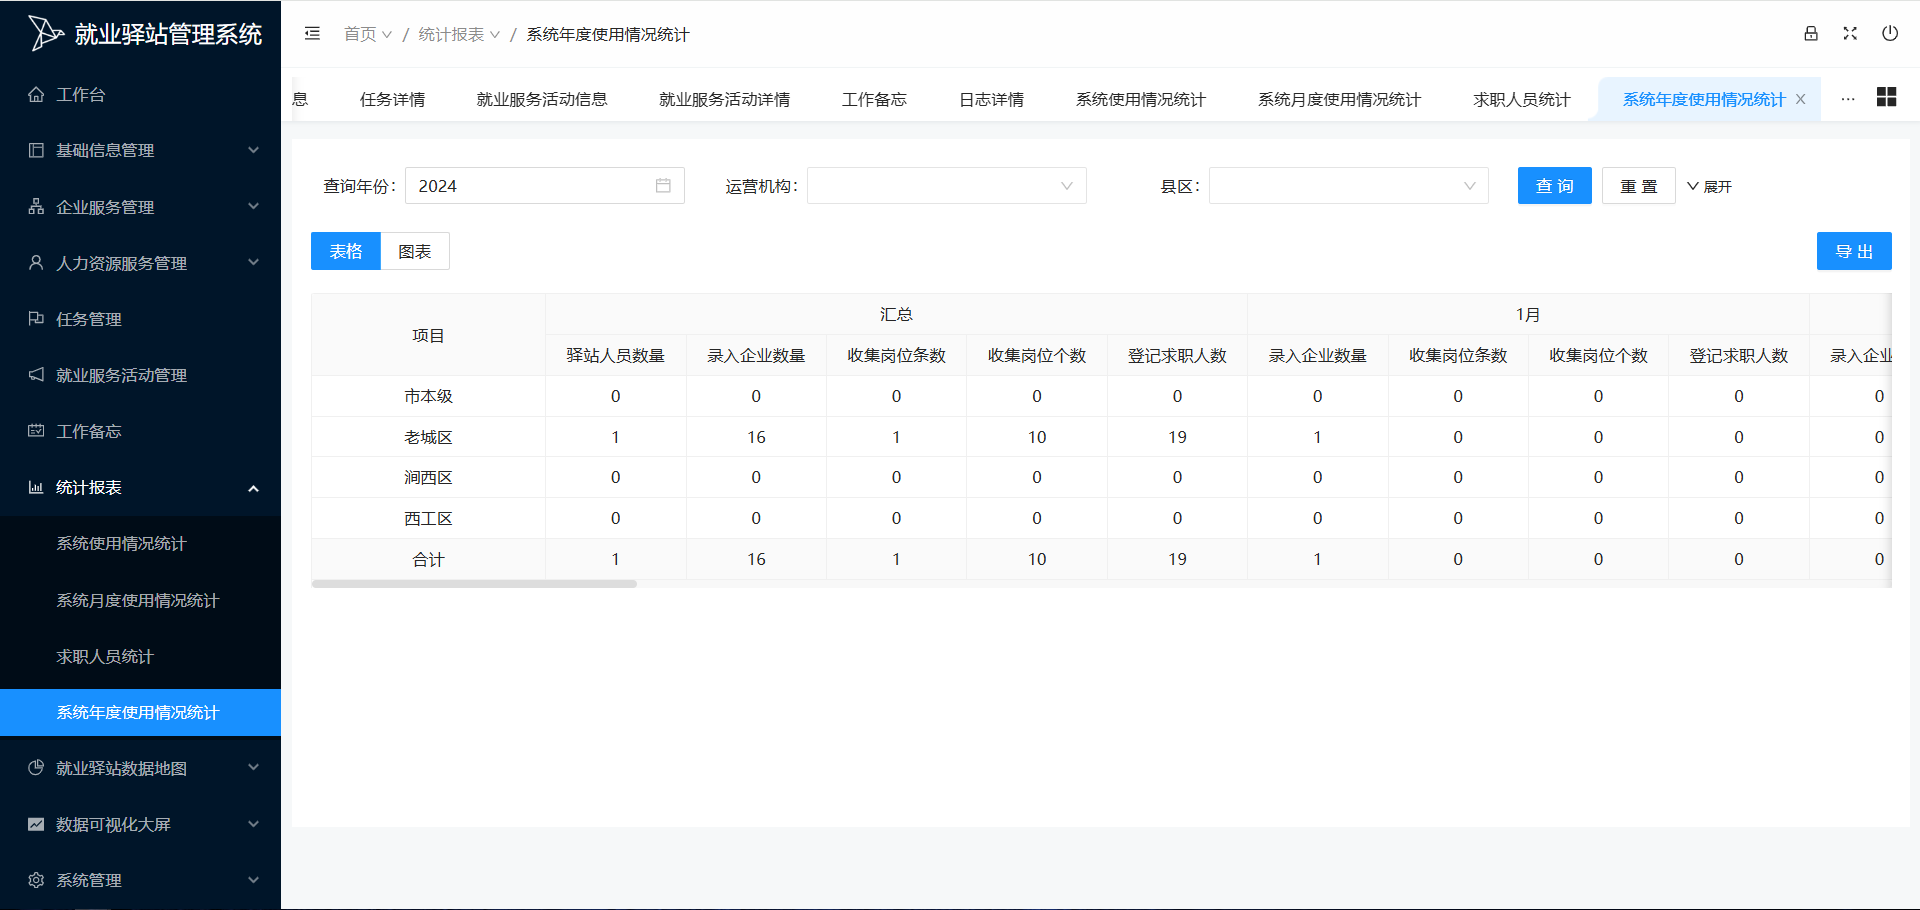 就业驿站管理系统
首页 / 统计报表 / 系统年度使用情况统计
息 任务详情 就业服务活动信息 就业服务活动详情 工作备忘 日志详情 系统使用情况统计 系统月度使用情况统计 求职人员统计 系统年度使用情况统计 X ...
工作台
基础信息管理
企业服务管理
人力资源服务管理
任务管理
就业服务活动管理
工作备忘
统计报表
系统使用情况统计
系统月度使用情况统计
求职人员统计
系统年度使用情况统计
就业驿站数据地图
数据可视化大屏
系统管理
查询年份： 2024 运营机构： 县区： 查 询 重 置 展开
表格 图表 导 出
项目 汇总 1月
驿站人员数量 录入企业数量 收集岗位条数 收集岗位个数 登记求职人数 录入企业数量 收集岗位条数 收集岗位个数 登记求职人数 录入企业
市本级 0 0 0 0 0 0 0 0 0 0
老城区 1 16 1 10 19 1 0 0 0 0
涧西区 0 0 0 0 0 0 0 0 0 0
西工区 0 0 0 0 0 0 0 0 0 0
合计 1 16 1 10 19 1 0 0 0 0